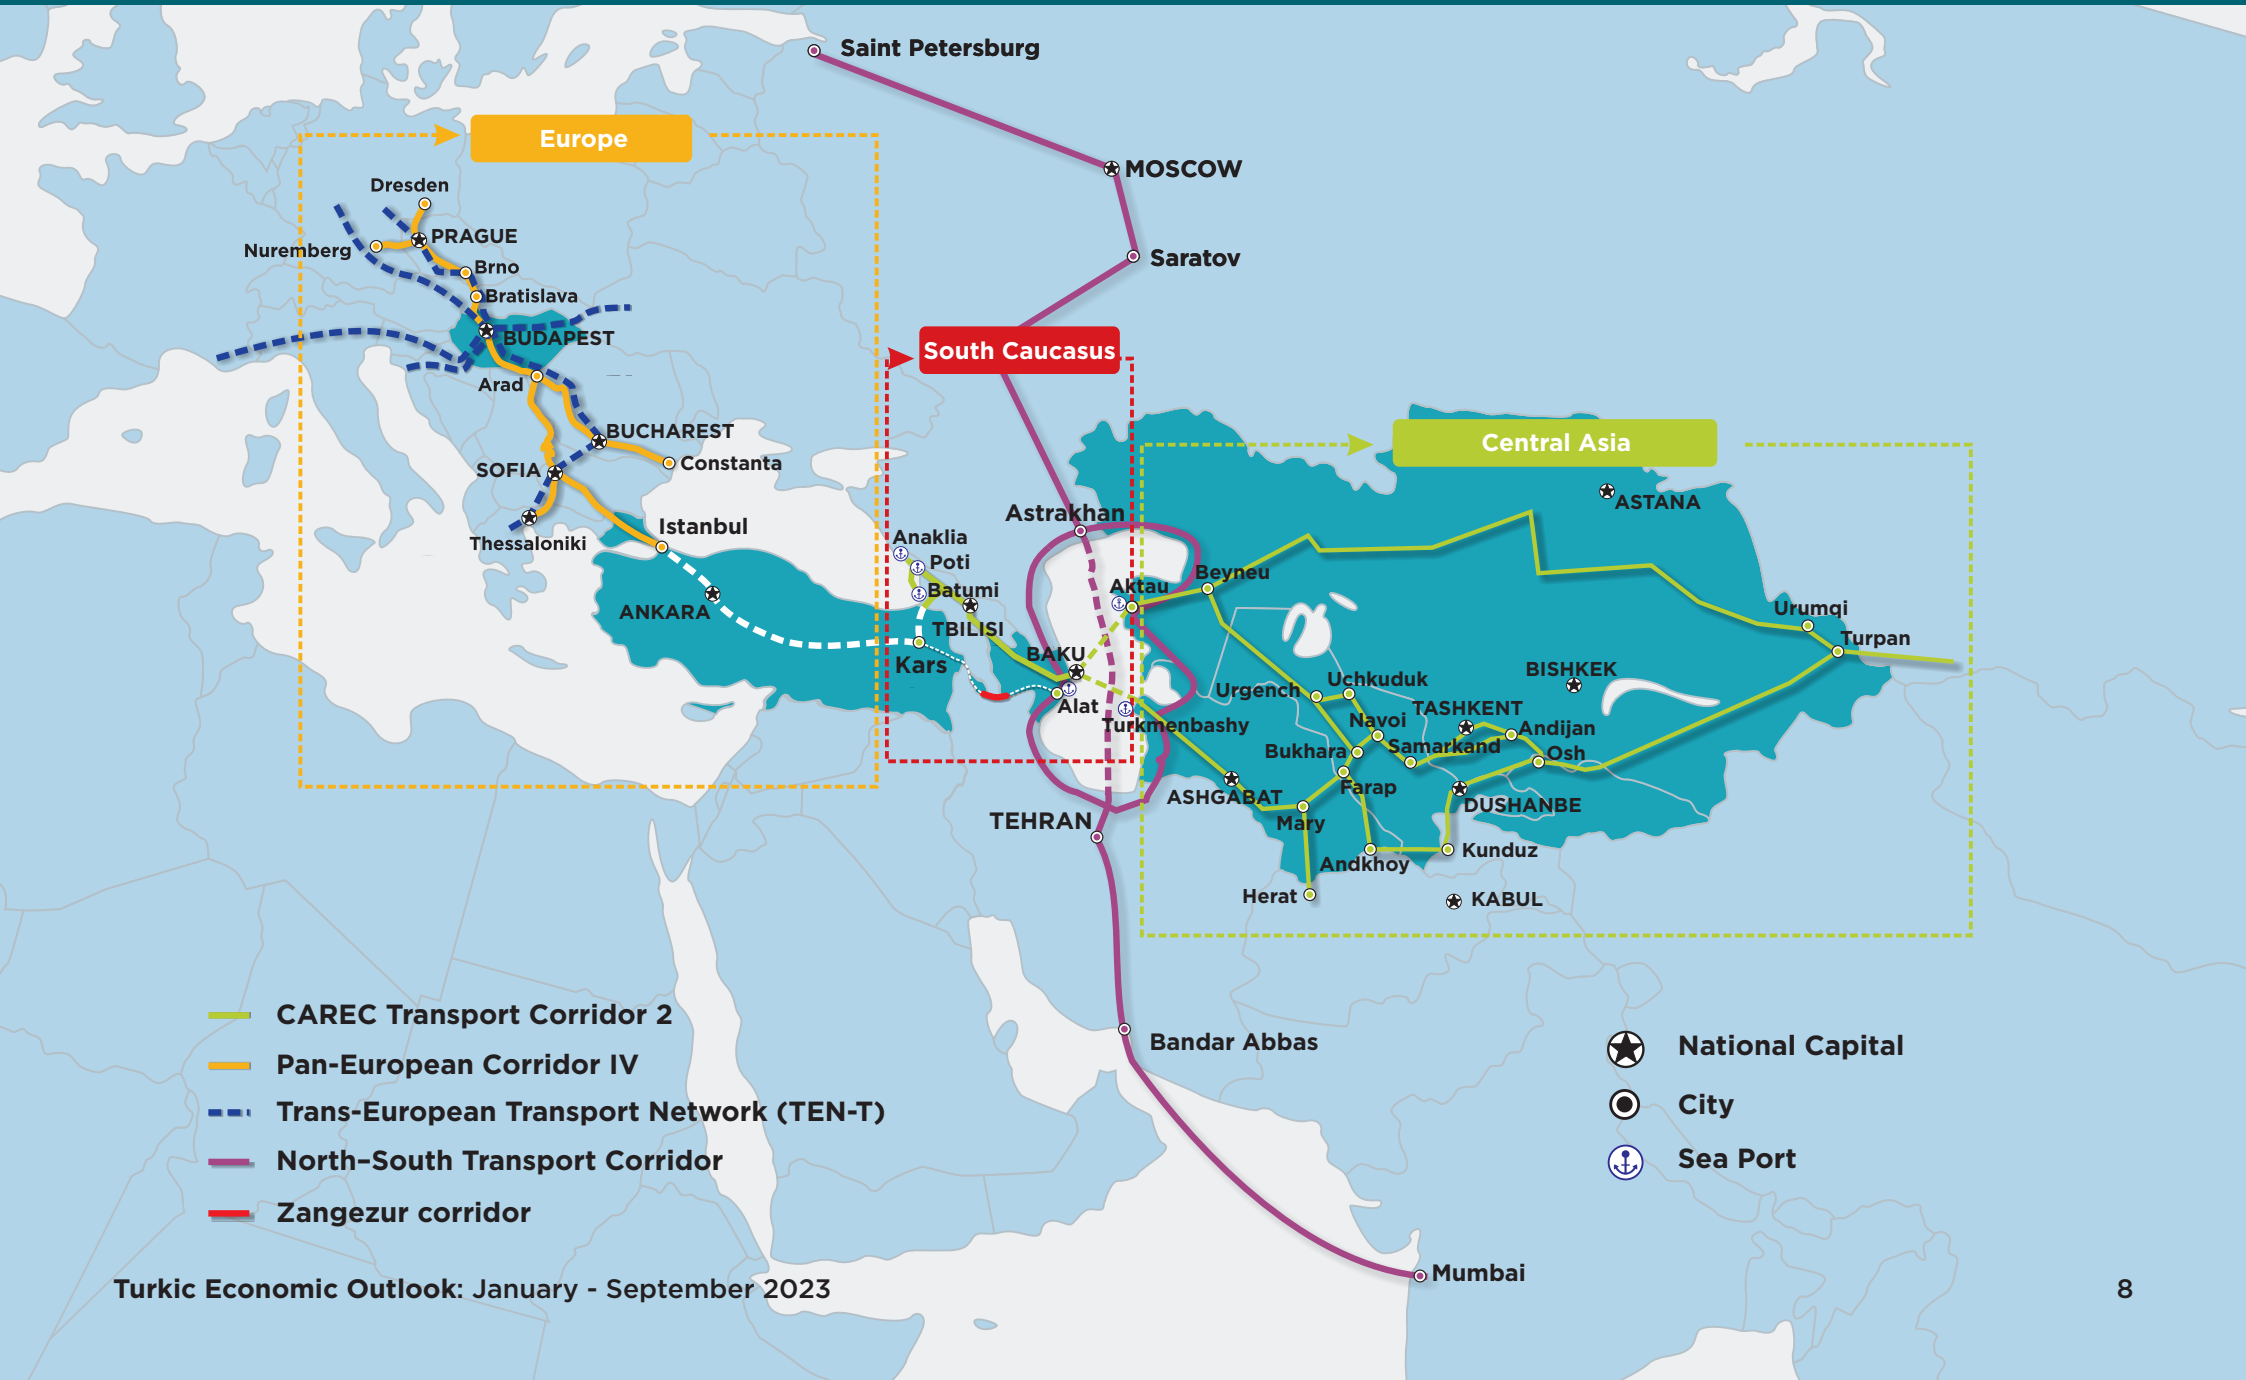 Saint Petersburg
Europe
MOSCOW
Dresden
PRAGUE
Nuremberg
Brno
Saratov
Bratislava
BUDAPEST
South Caucasus
Arad
BUCHAREST
Central Asia
SOFIA
Constanta
ASTANA
Astrakhan
Istanbul
Thessaloniki
Anaklia
Poti
Beyneu
Aktau
Batumi
ANKARA
Urumqi
TBILISI
Turpan
BAKU
Kars
BISHKEK
Uchkuduk
Urgench
Alat
TASHKENT
Navoi
Turkmenbashy
Andijan
Samarkand
Bukhara
Osh
Farap
ASHGABAT
DUSHANBE
TEHRAN
Mary
Kunduz
Andkhoy
Herat
KABUL
CAREC Transport Corridor 2
Pan-European Corridor IV
Trans-European Transport Network (TEN-T)
North–South Transport Corridor
Zangezur corridor
Bandar Abbas
National Capital
City
Sea Port
Mumbai
Turkic Economic Outlook: January - September 2023
8